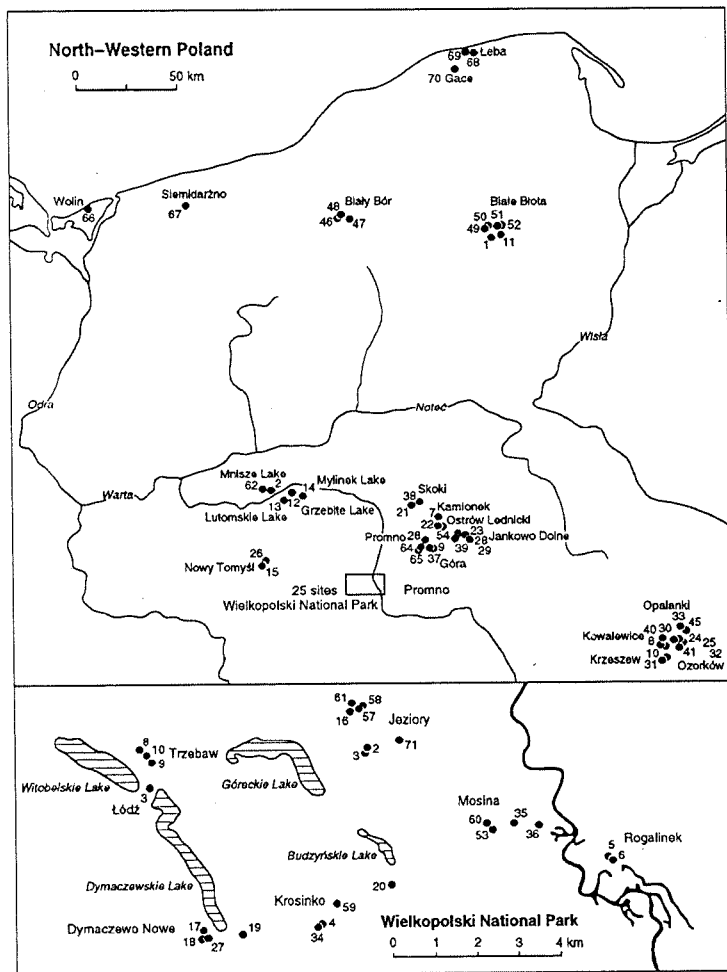 North–Western Poland
0 50 km
69 Łeba
68
70 Gace
Wolin
66
Siemidarżno
67
48 Biały Bór
46 47
Białe Błota
50 51
49 52
1 11
Wisła
Odra
Noteć
Warta
Mnisze Lake
62 2
14 Mylinek Lake
13 12 Grzebite Lake
Lutomskie Lake
38 Skoki
21
7 Kamionek
22 Ostrów Lednicki
54 23
39 28 Jankowo Dolne
29
Promno 28
64 9
65 37 Góra
26
Nowy Tomyśl 15
25 sites
Wielkopolski National Park
Promno
Opalanki
33
40 30 45
Kowalewice 24
8 25
10 41 32
Krzeszew 31 Ozorków
61 58
16 57
Jeziory
2 71
3
8
10 Trzebaw
9
Witobelskie Lake
3
Łódź
Góreckie Lake
Mosina 35
60
53 36
Rogalinek
5
6
Budzyńskie Lake
Dymaczewskie Lake
20
Krosinko
59
Dymaczewo Nowe 17
18 27
19
4
34
Wielkopolski National Park
0 1 2 3 4 km